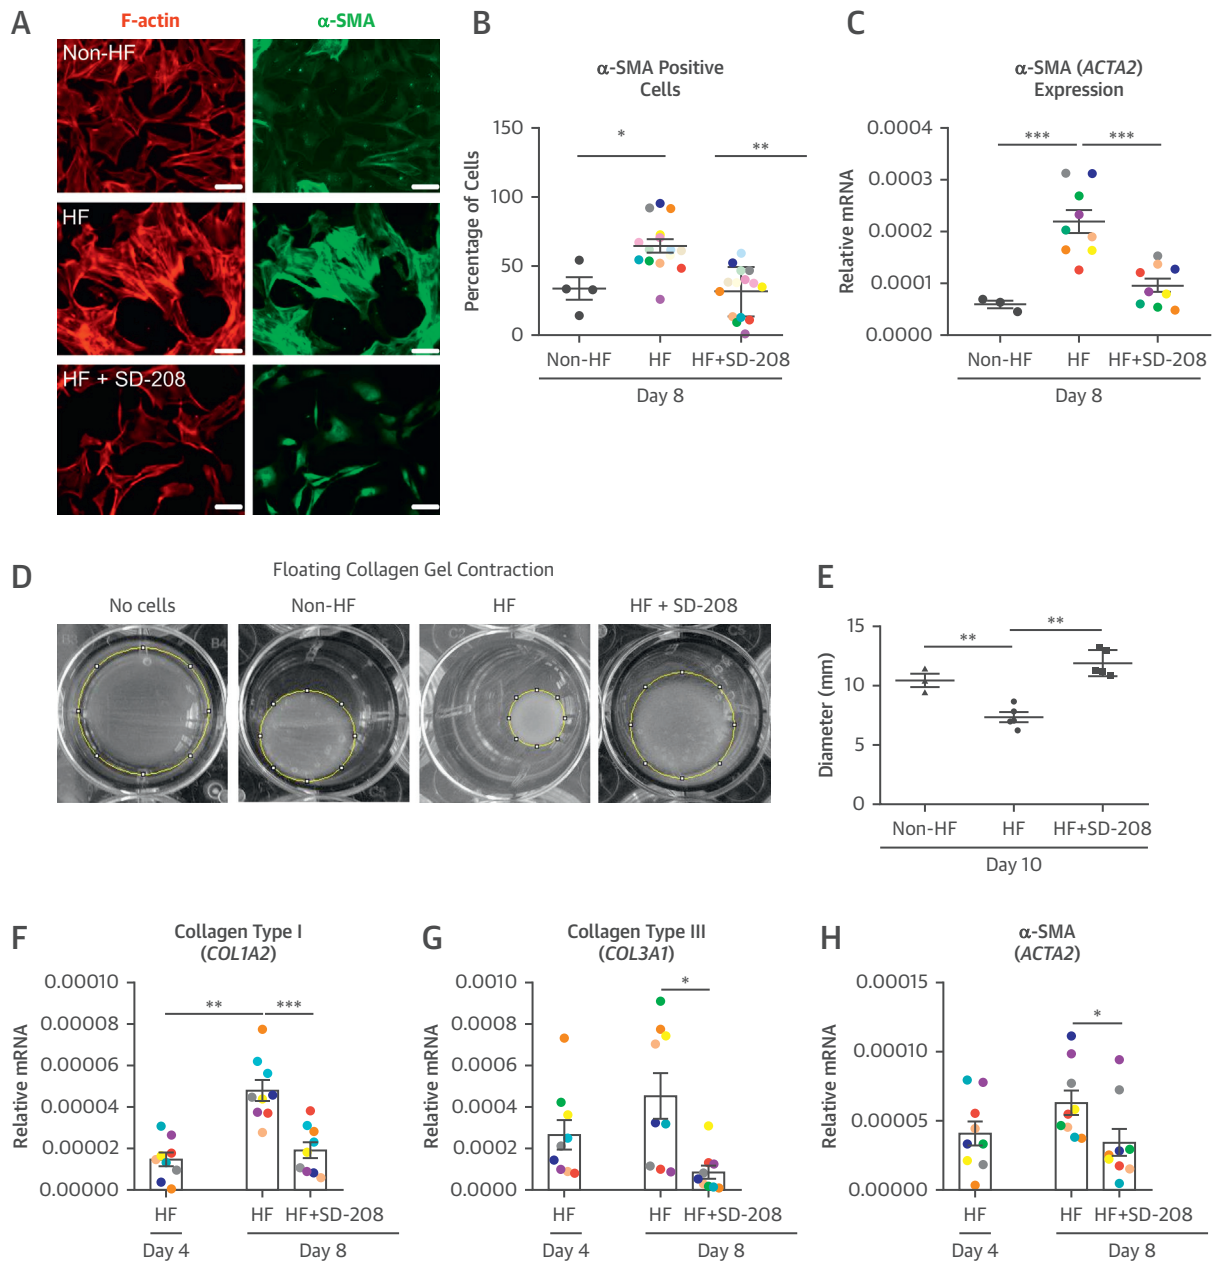 A
F-actin
α-SMA
Non-HF
HF
HF + SD-208
B
α-SMA Positive
Cells
Percentage of Cells
150
100
50
0
*
**
Non-HF
HF
HF+SD-208
Day 8
C
α-SMA (ACTA2)
Expression
Relative mRNA
0.0004
0.0003
0.0002
0.0001
0.0000
***
***
Non-HF
HF
HF+SD-208
Day 8
D
Floating Collagen Gel Contraction
No cells
Non-HF
HF
HF + SD-208
E
Diameter (mm)
15
10
5
0
**
**
Non-HF
HF
HF+SD-208
Day 10
F
Collagen Type I
(COL1A2)
Relative mRNA
0.00010
0.00008
0.00006
0.00004
0.00002
0.00000
**
***
HF
HF
HF+SD-208
Day 4
Day 8
G
Collagen Type III
(COL3A1)
Relative mRNA
0.0010
0.0008
0.0006
0.0004
0.0002
0.0000
*
HF
HF
HF+SD-208
Day 4
Day 8
H
α-SMA
(ACTA2)
Relative mRNA
0.00015
0.00010
0.00005
0.00000
*
HF
HF
HF+SD-208
Day 4
Day 8